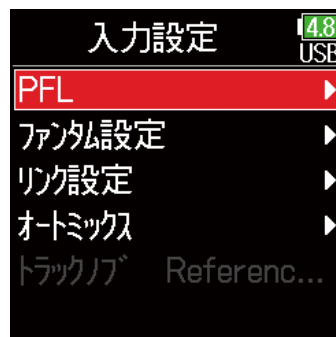 入力設定 4.8
USB
PFL
ファンタム設定
リンク設定
オートミックス
トラックノブ Referenc...